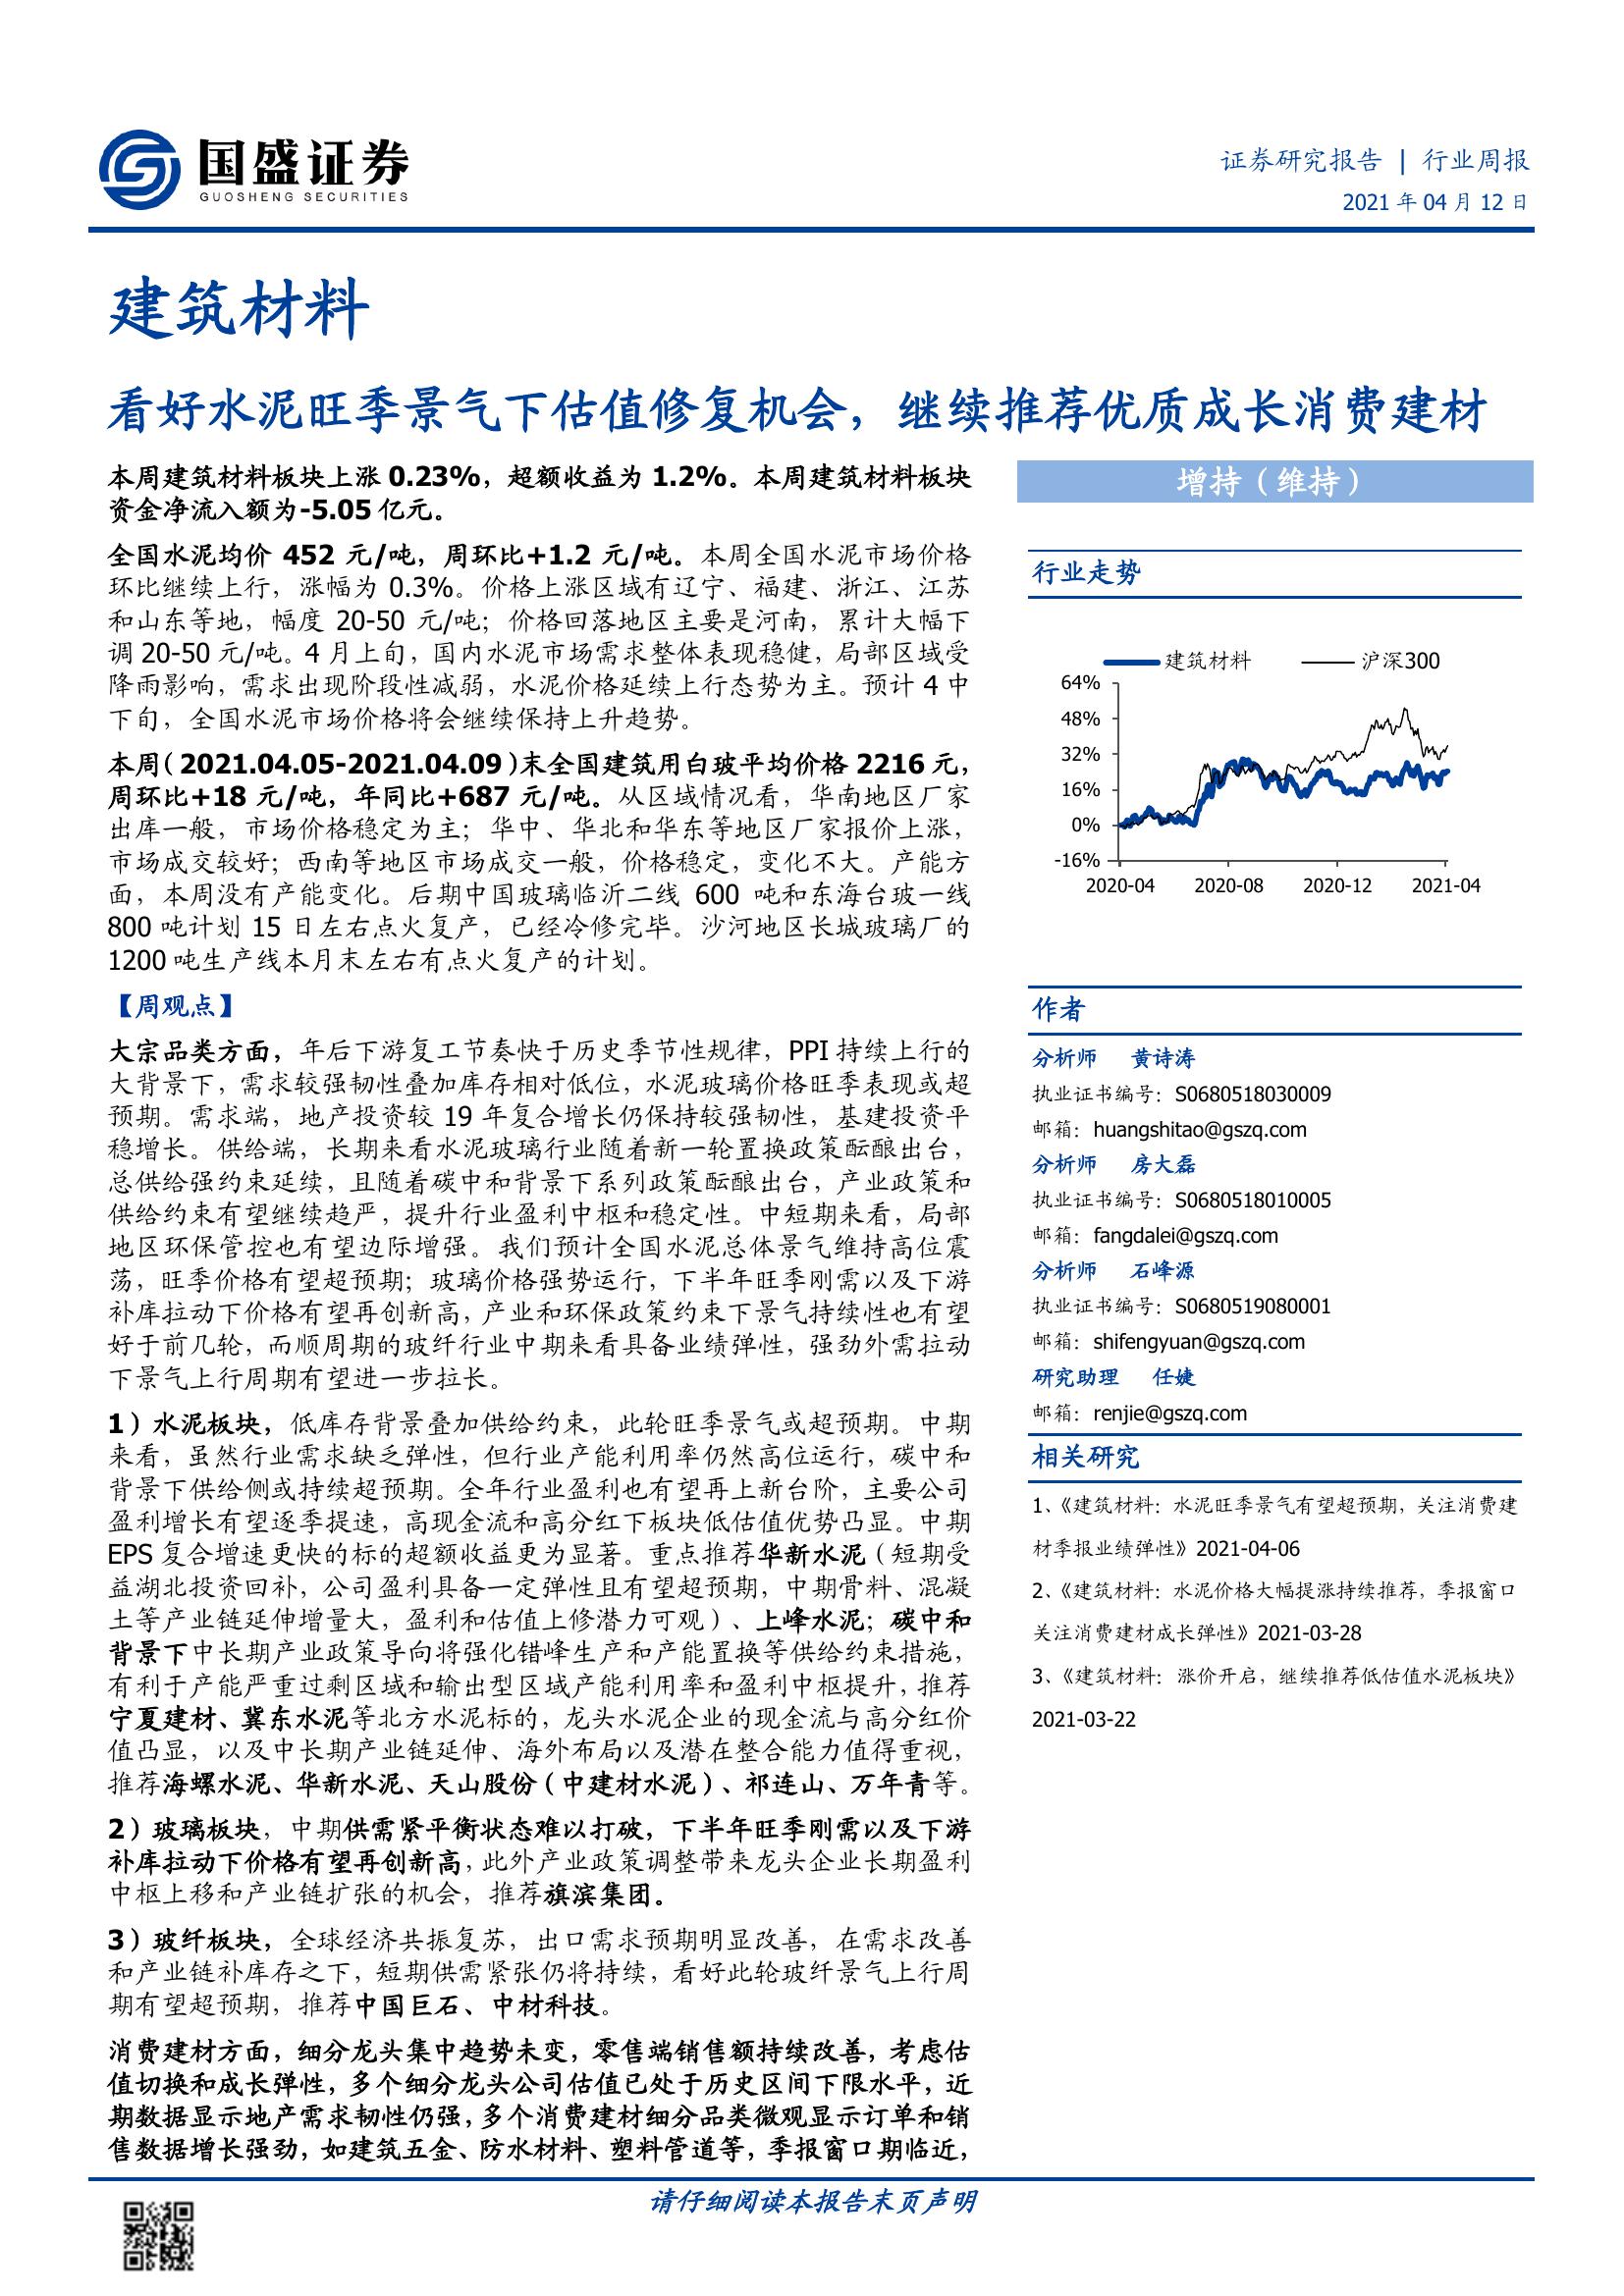 国盛证券
GUOSHENG SECURITIES
证券研究报告 | 行业周报
2021 年 04 月 12 日
建筑材料
看好水泥旺季景气下估值修复机会，继续推荐优质成长消费建材
本周建筑材料板块上涨 0.23%，超额收益为 1.2%。本周建筑材料板块
资金净流入额为-5.05 亿元。
全国水泥均价 452 元/吨，周环比+1.2 元/吨。本周全国水泥市场价格
环比继续上行，涨幅为 0.3%。价格上涨区域有辽宁、福建、浙江、江苏
和山东等地，幅度 20-50 元/吨；价格回落地区主要是河南，累计大幅下
调 20-50 元/吨。4 月上旬，国内水泥市场需求整体表现稳健，局部区域受
降雨影响，需求出现阶段性减弱，水泥价格延续上行态势为主。预计 4 中
下旬，全国水泥市场价格将会继续保持上升趋势。
本周（2021.04.05-2021.04.09）末全国建筑用白玻平均价格 2216 元，
周环比+18 元/吨，年同比+687 元/吨。从区域情况看，华南地区厂家
出库一般，市场价格稳定为主；华中、华北和华东等地区厂家报价上涨，
市场成交较好；西南等地区市场成交一般，价格稳定，变化不大。产能方
面，本周没有产能变化。后期中国玻璃临沂二线 600 吨和东海台玻一线
800 吨计划 15 日左右点火复产，已经冷修完毕。沙河地区长城玻璃厂的
1200 吨生产线本月末左右有点火复产的计划。
【周观点】
大宗品类方面，年后下游复工节奏快于历史季节性规律，PPI 持续上行的
大背景下，需求较强韧性叠加库存相对低位，水泥玻璃价格旺季表现或超
预期。需求端，地产投资较 19 年复合增长仍保持较强韧性，基建投资平
稳增长。供给端，长期来看水泥玻璃行业随着新一轮置换政策酝酿出台，
总供给强约束延续，且随着碳中和背景下系列政策酝酿出台，产业政策和
供给约束有望继续趋严，提升行业盈利中枢和稳定性。中短期来看，局部
地区环保管控也有望边际增强。我们预计全国水泥总体景气维持高位震
荡，旺季价格有望超预期；玻璃价格强势运行，下半年旺季刚需以及下游
补库拉动下价格有望再创新高，产业和环保政策约束下景气持续性也有望
好于前几轮，而顺周期的玻纤行业中期来看具备业绩弹性，强劲外需拉动
下景气上行周期有望进一步拉长。
1）水泥板块，低库存背景叠加供给约束，此轮旺季景气或超预期。中期
来看，虽然行业需求缺乏弹性，但行业产能利用率仍然高位运行，碳中和
背景下供给侧或持续超预期。全年行业盈利也有望再上新台阶，主要公司
盈利增长有望逐季提速，高现金流和高分红下板块低估值优势凸显。中期
EPS 复合增速更快的标的超额收益更为显著。重点推荐华新水泥（短期受
益湖北投资回补，公司盈利具备一定弹性且有望超预期，中期骨料、混凝
土等产业链延伸增量大，盈利和估值上修潜力可观）、上峰水泥；碳中和
背景下中长期产业政策导向将强化错峰生产和产能置换等供给约束措施，
有利于产能严重过剩区域和输出型区域产能利用率和盈利中枢提升，推荐
宁夏建材、冀东水泥等北方水泥标的，龙头水泥企业的现金流与高分红价
值凸显，以及中长期产业链延伸、海外布局以及潜在整合能力值得重视，
推荐海螺水泥、华新水泥、天山股份（中建材水泥）、祁连山、万年青等。
2）玻璃板块，中期供需紧平衡状态难以打破，下半年旺季刚需以及下游
补库拉动下价格有望再创新高，此外产业政策调整带来龙头企业长期盈利
中枢上移和产业链扩张的机会，推荐旗滨集团。
3）玻纤板块，全球经济共振复苏，出口需求预期明显改善，在需求改善
和产业链补库存之下，短期供需紧张仍将持续，看好此轮玻纤景气上行周
期有望超预期，推荐中国巨石、中材科技。
消费建材方面，细分龙头集中趋势未变，零售端销售额持续改善，考虑估
值切换和成长弹性，多个细分龙头公司估值已处于历史区间下限水平，近
期数据显示地产需求韧性仍强，多个消费建材细分品类微观显示订单和销
售数据增长强劲，如建筑五金、防水材料、塑料管道等，季报窗口期临近，
增持（维持）
行业走势
建筑材料 沪深300
64%
48%
32%
16%
0%
-16%
2020-04 2020-08 2020-12 2021-04
作者
分析师 黄诗涛
执业证书编号：S0680518030009
邮箱：huangshitao@gszq.com
分析师 房大磊
执业证书编号：S0680518010005
邮箱：fangdalei@gszq.com
分析师 石峰源
执业证书编号：S0680519080001
邮箱：shifengyuan@gszq.com
研究助理 任婕
邮箱：renjie@gszq.com
相关研究
1、《建筑材料：水泥旺季景气有望超预期，关注消费建
材季报业绩弹性》2021-04-06
2、《建筑材料：水泥价格大幅提涨持续推荐，季报窗口
关注消费建材成长弹性》2021-03-28
3、《建筑材料：涨价开启，继续推荐低估值水泥板块》
2021-03-22
请仔细阅读本报告末页声明